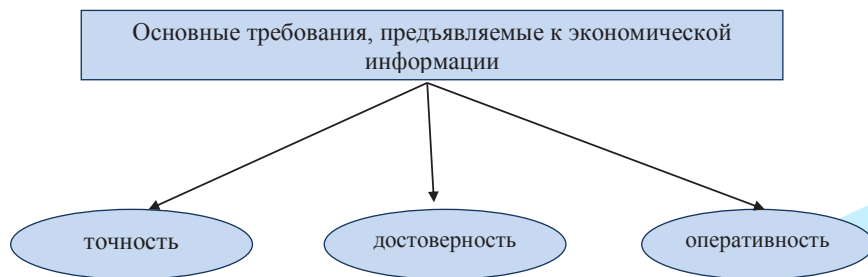 Основные требования, предъявляемые к экономической
информации
точность
достоверность
оперативность